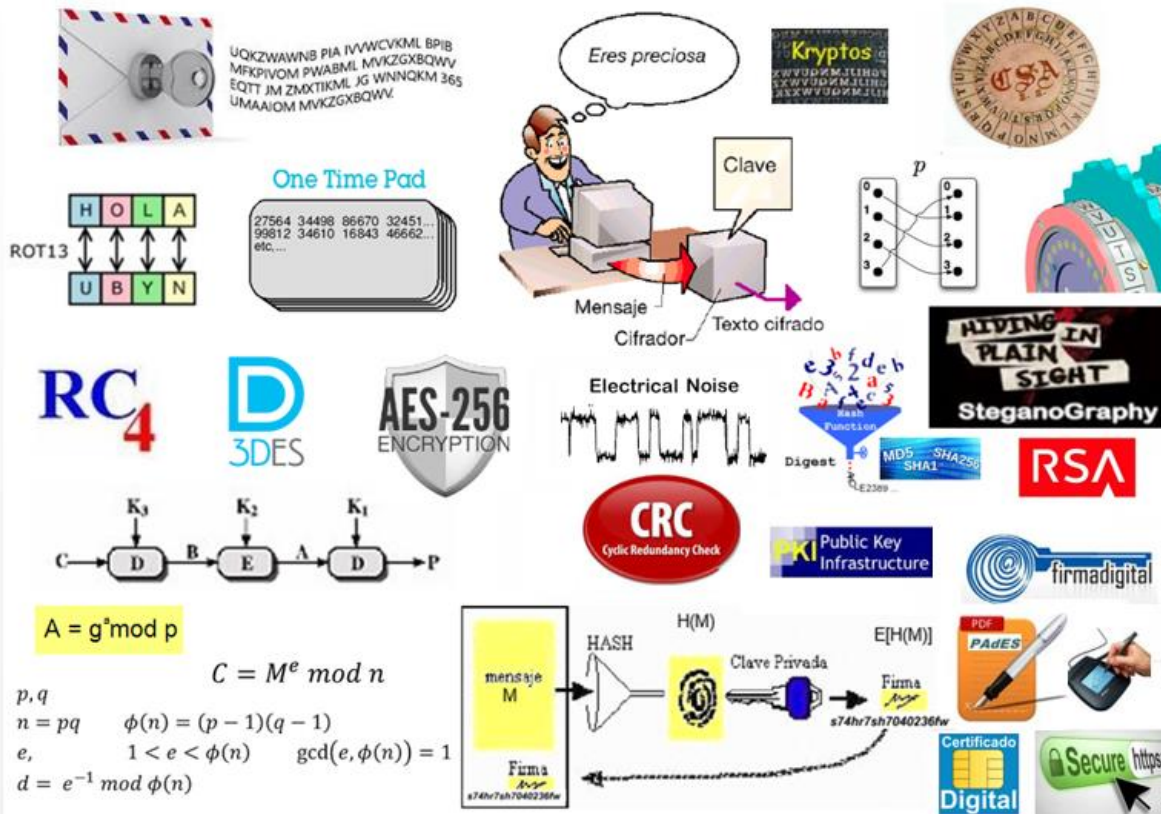 UQKZWAWNB PIA IVVWCVKML BPIB
MFKPIVOM PWABML MVKZGXBQWV
EQTT JM ZMXTIKML JG WNNQKM 365
UMAAIOM MVKZGXBQWV.
Eres preciosa
Kryptos
CSA
One Time Pad
27564 34498 86670 32451...
99812 34610 16843 46662...
etc,...
H O L A
ROT13
U B Y N
Clave
Mensaje
Cifrador
Texto cifrado
p
0 0
1 1
2 2
3 3
W V U T S
HIDING IN
PLAIN
SIGHT
SteganoGraphy
RC4
D
3DES
AES-256
ENCRYPTION
Electrical Noise
Hash
Function
Digest
E2389 ...
MD5 SHA256
SHA1
RSA
CRC
Cyclic Redundancy Check
PKI Public Key
Infrastructure
firmadigital
K₃ K₂ K₁
C D B E A D P
A = gᵃmod p
C = Mᵉ mod n
p, q
n = pq ϕ(n) = (p − 1)(q − 1)
e, 1 < e < ϕ(n) gcd(e, ϕ(n)) = 1
d = e⁻¹ mod ϕ(n)
mensaje
M
HASH
H(M)
Clave Privada
E[H(M)]
Firma
s74hr7sh7040236fw
Firma
s74hr7sh7040236fw
PDF
PAdES
Certificado
Digital
Secure https